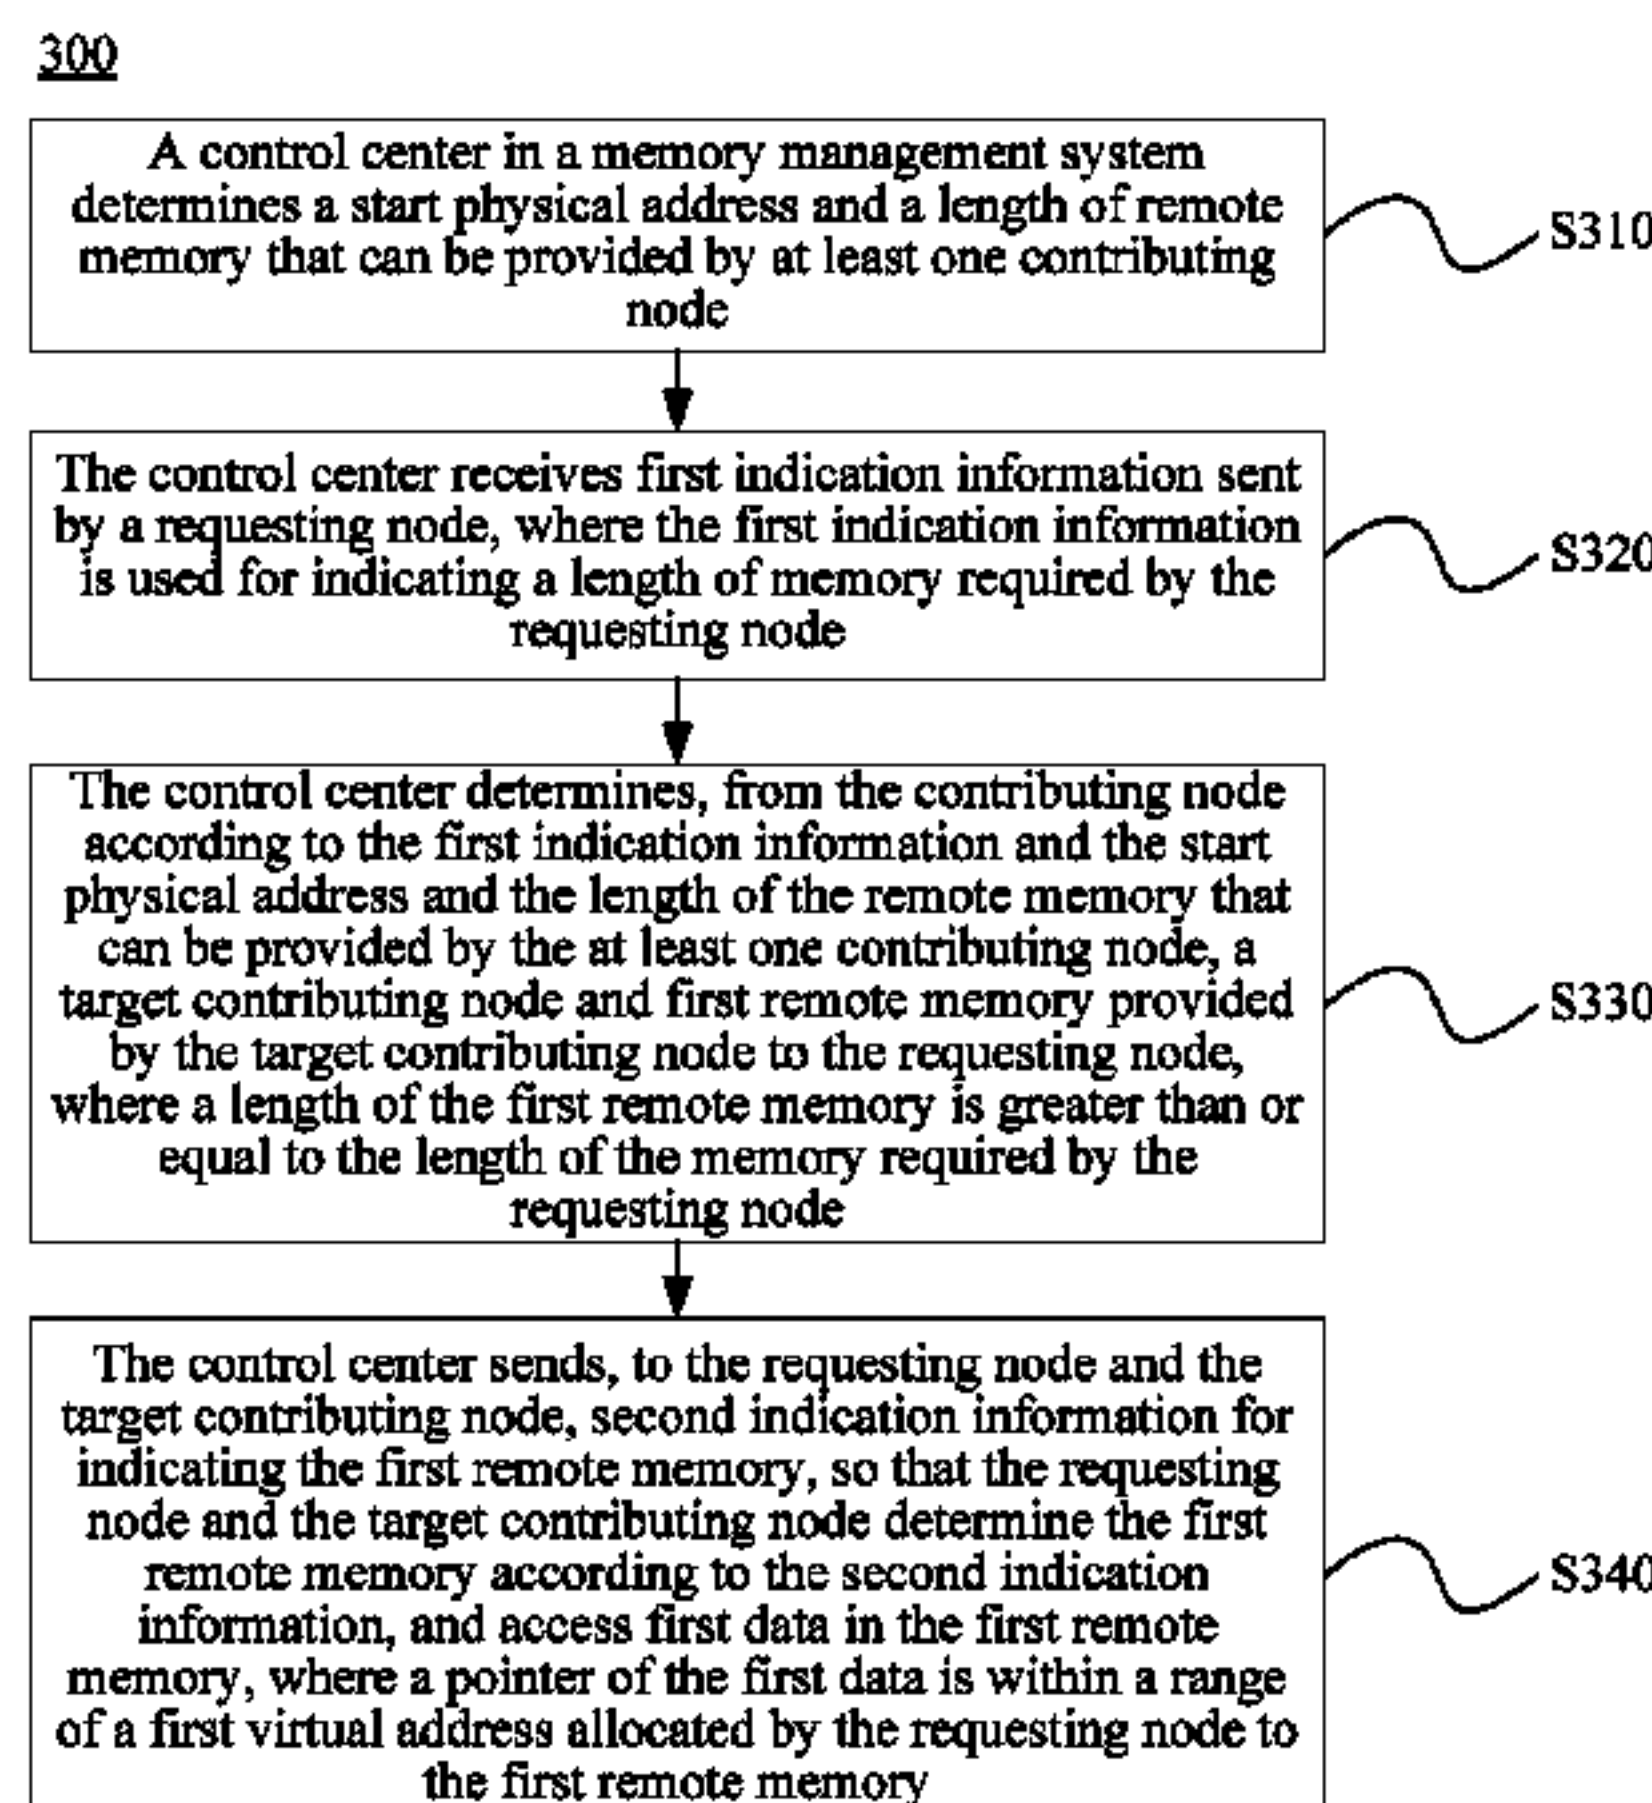 300
A control center in a memory management system
determines a start physical address and a length of remote
memory that can be provided by at least one contributing
node
S310
The control center receives first indication information sent
by a requesting node, where the first indication information
is used for indicating a length of memory required by the
requesting node
S320
The control center determines, from the contributing node
according to the first indication information and the start
physical address and the length of the remote memory that
can be provided by the at least one contributing node, a
target contributing node and first remote memory provided
by the target contributing node to the requesting node,
where a length of the first remote memory is greater than or
equal to the length of the memory required by the
requesting node
S330
The control center sends, to the requesting node and the
target contributing node, second indication information for
indicating the first remote memory, so that the requesting
node and the target contributing node determine the first
remote memory according to the second indication
information, and access first data in the first remote
memory, where a pointer of the first data is within a range
of a first virtual address allocated by the requesting node to
the first remote memory
S340